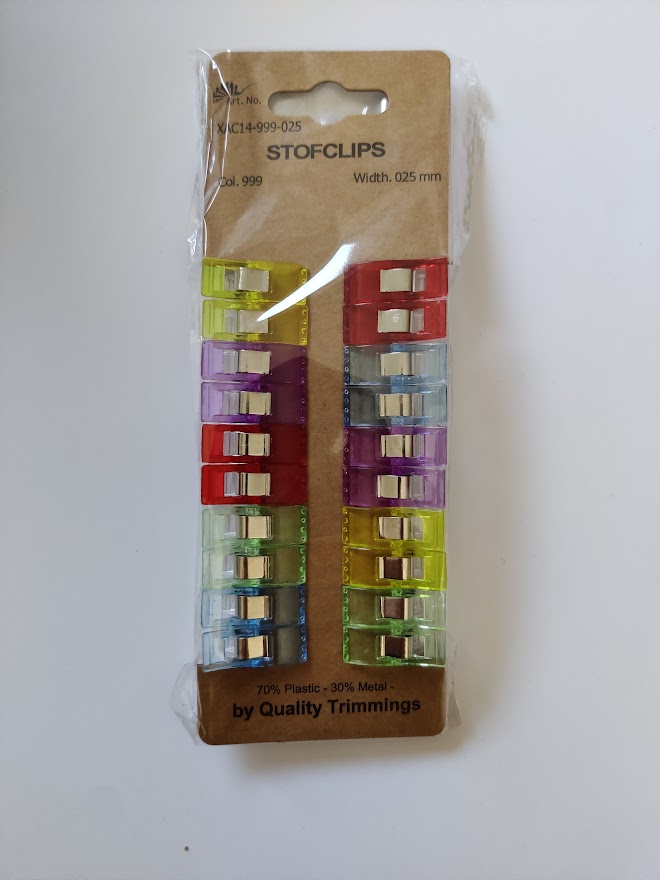 Art. No.
XAC14-999-025
STOFCLIPS
Col. 999 Width. 025 mm
70% Plastic - 30% Metal -
by Quality Trimmings